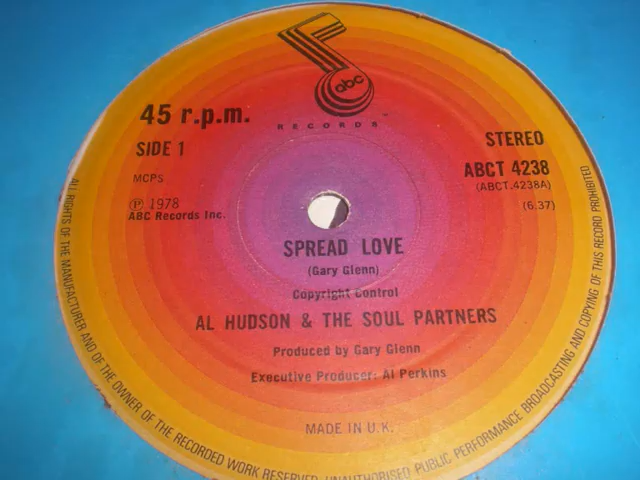 abc
RECORDS
45 r.p.m.
SIDE 1
STEREO
ABCT 4238
(ABCT.4238A)
MCPS
Ⓟ 1978
ABC Records Inc.
(6.37)
SPREAD LOVE
(Gary Glenn)
Copyright Control
AL HUDSON & THE SOUL PARTNERS
Produced by Gary Glenn
Executive Producer: Al Perkins
MADE IN U.K.
ALL RIGHTS OF THE MANUFACTURER AND OF THE OWNER OF THE RECORDED WORK RESERVED. UNAUTHORISED PUBLIC PERFORMANCE BROADCASTING AND COPYING OF THIS RECORD PROHIBITED